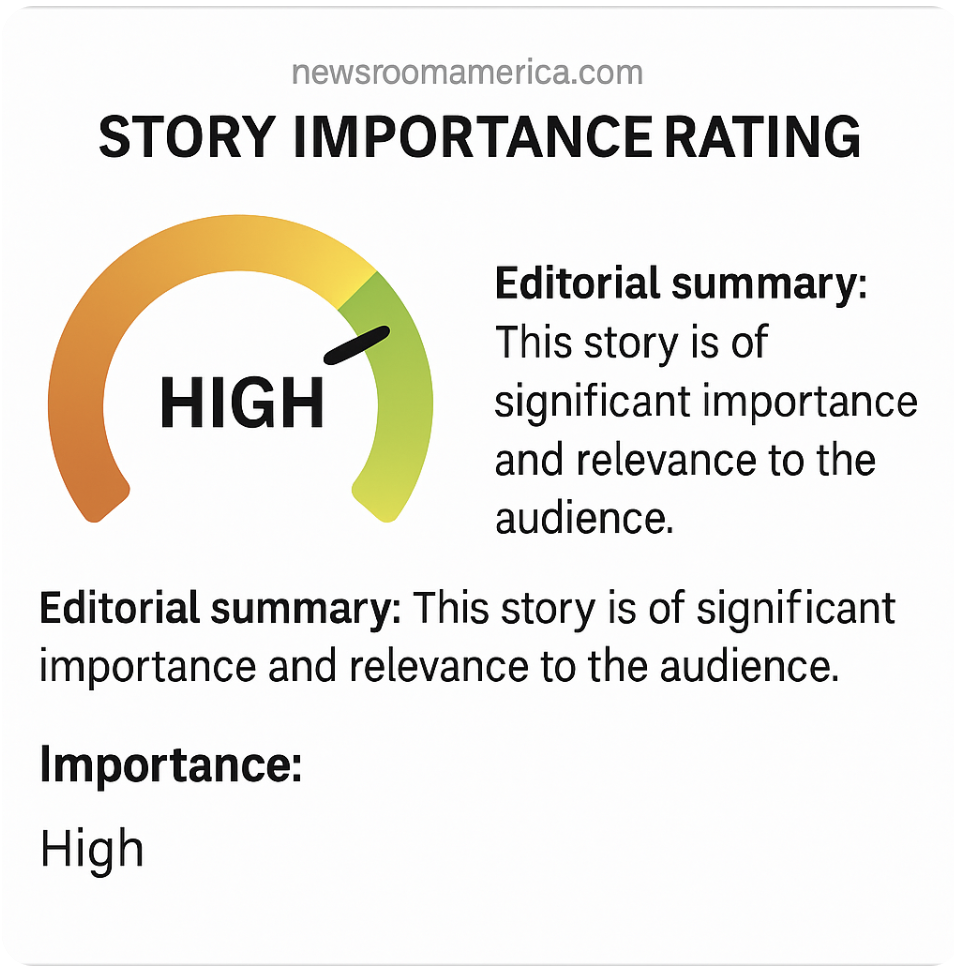 newsroomamerica.com
STORY IMPORTANCE RATING
HIGH
Editorial summary:
This story is of
significant importance
and relevance to the
audience.
Editorial summary: This story is of significant
importance and relevance to the audience.
Importance:
High